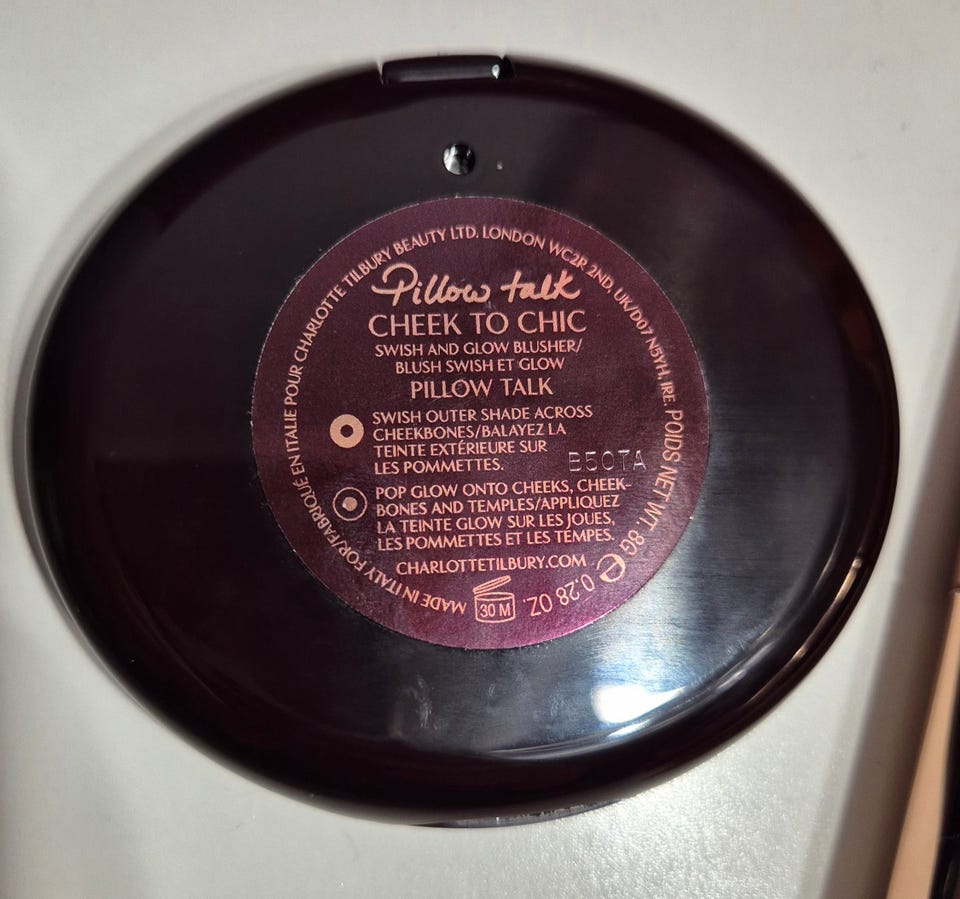 MADE IN ITALY FOR/FABRIQUÉ EN ITALIE POUR CHARLOTTE TILBURY BEAUTY LTD. LONDON WC2R 2ND, UK/D07 N5YH, IRE. POIDS NET WT. 8G e 0.28 OZ.
Pillow talk
CHEEK TO CHIC
SWISH AND GLOW BLUSHER/
BLUSH SWISH ET GLOW
PILLOW TALK
SWISH OUTER SHADE ACROSS
CHEEKBONES/BALAYEZ LA
TEINTE EXTÉRIEURE SUR
LES POMMETTES.
B507A
POP GLOW ONTO CHEEKS, CHEEK-
BONES AND TEMPLES/APPLIQUEZ
LA TEINTE GLOW SUR LES JOUES,
LES POMMETTES ET LES TEMPES.
CHARLOTTETILBURY.COM
30 M